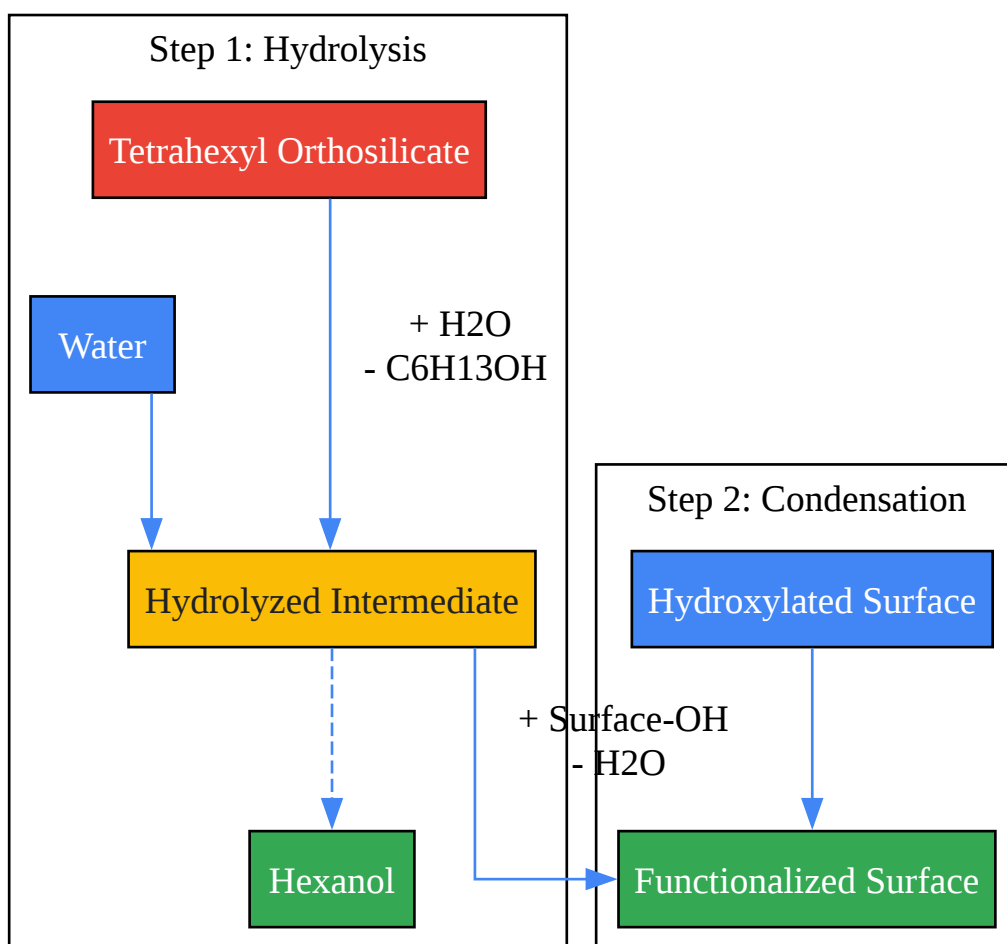 Step 1: Hydrolysis
Tetrahexyl Orthosilicate
Water
+ H2O
- C6H13OH
Hydrolyzed Intermediate
Hexanol
Step 2: Condensation
Hydroxylated Surface
+ Surface-OH
- H2O
Functionalized Surface